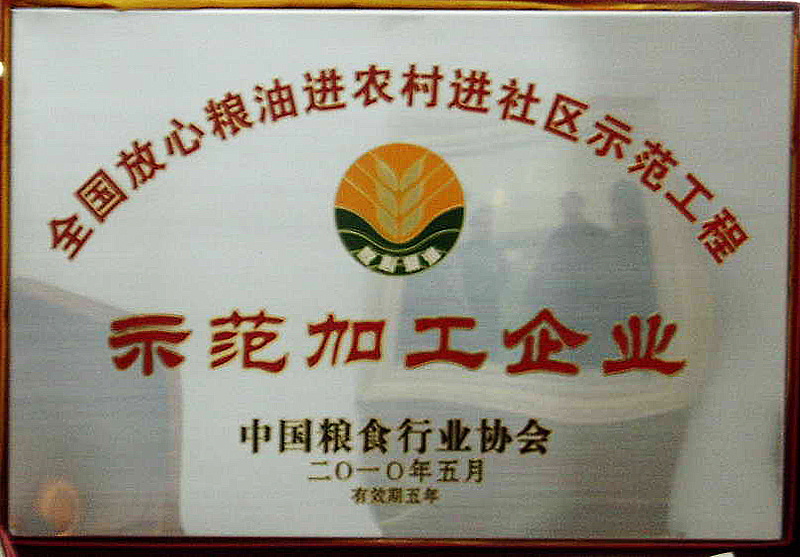 全国放心粮油进农村进社区示范工程
示范加工企业
中国粮食行业协会
二〇一〇年五月
有效期五年